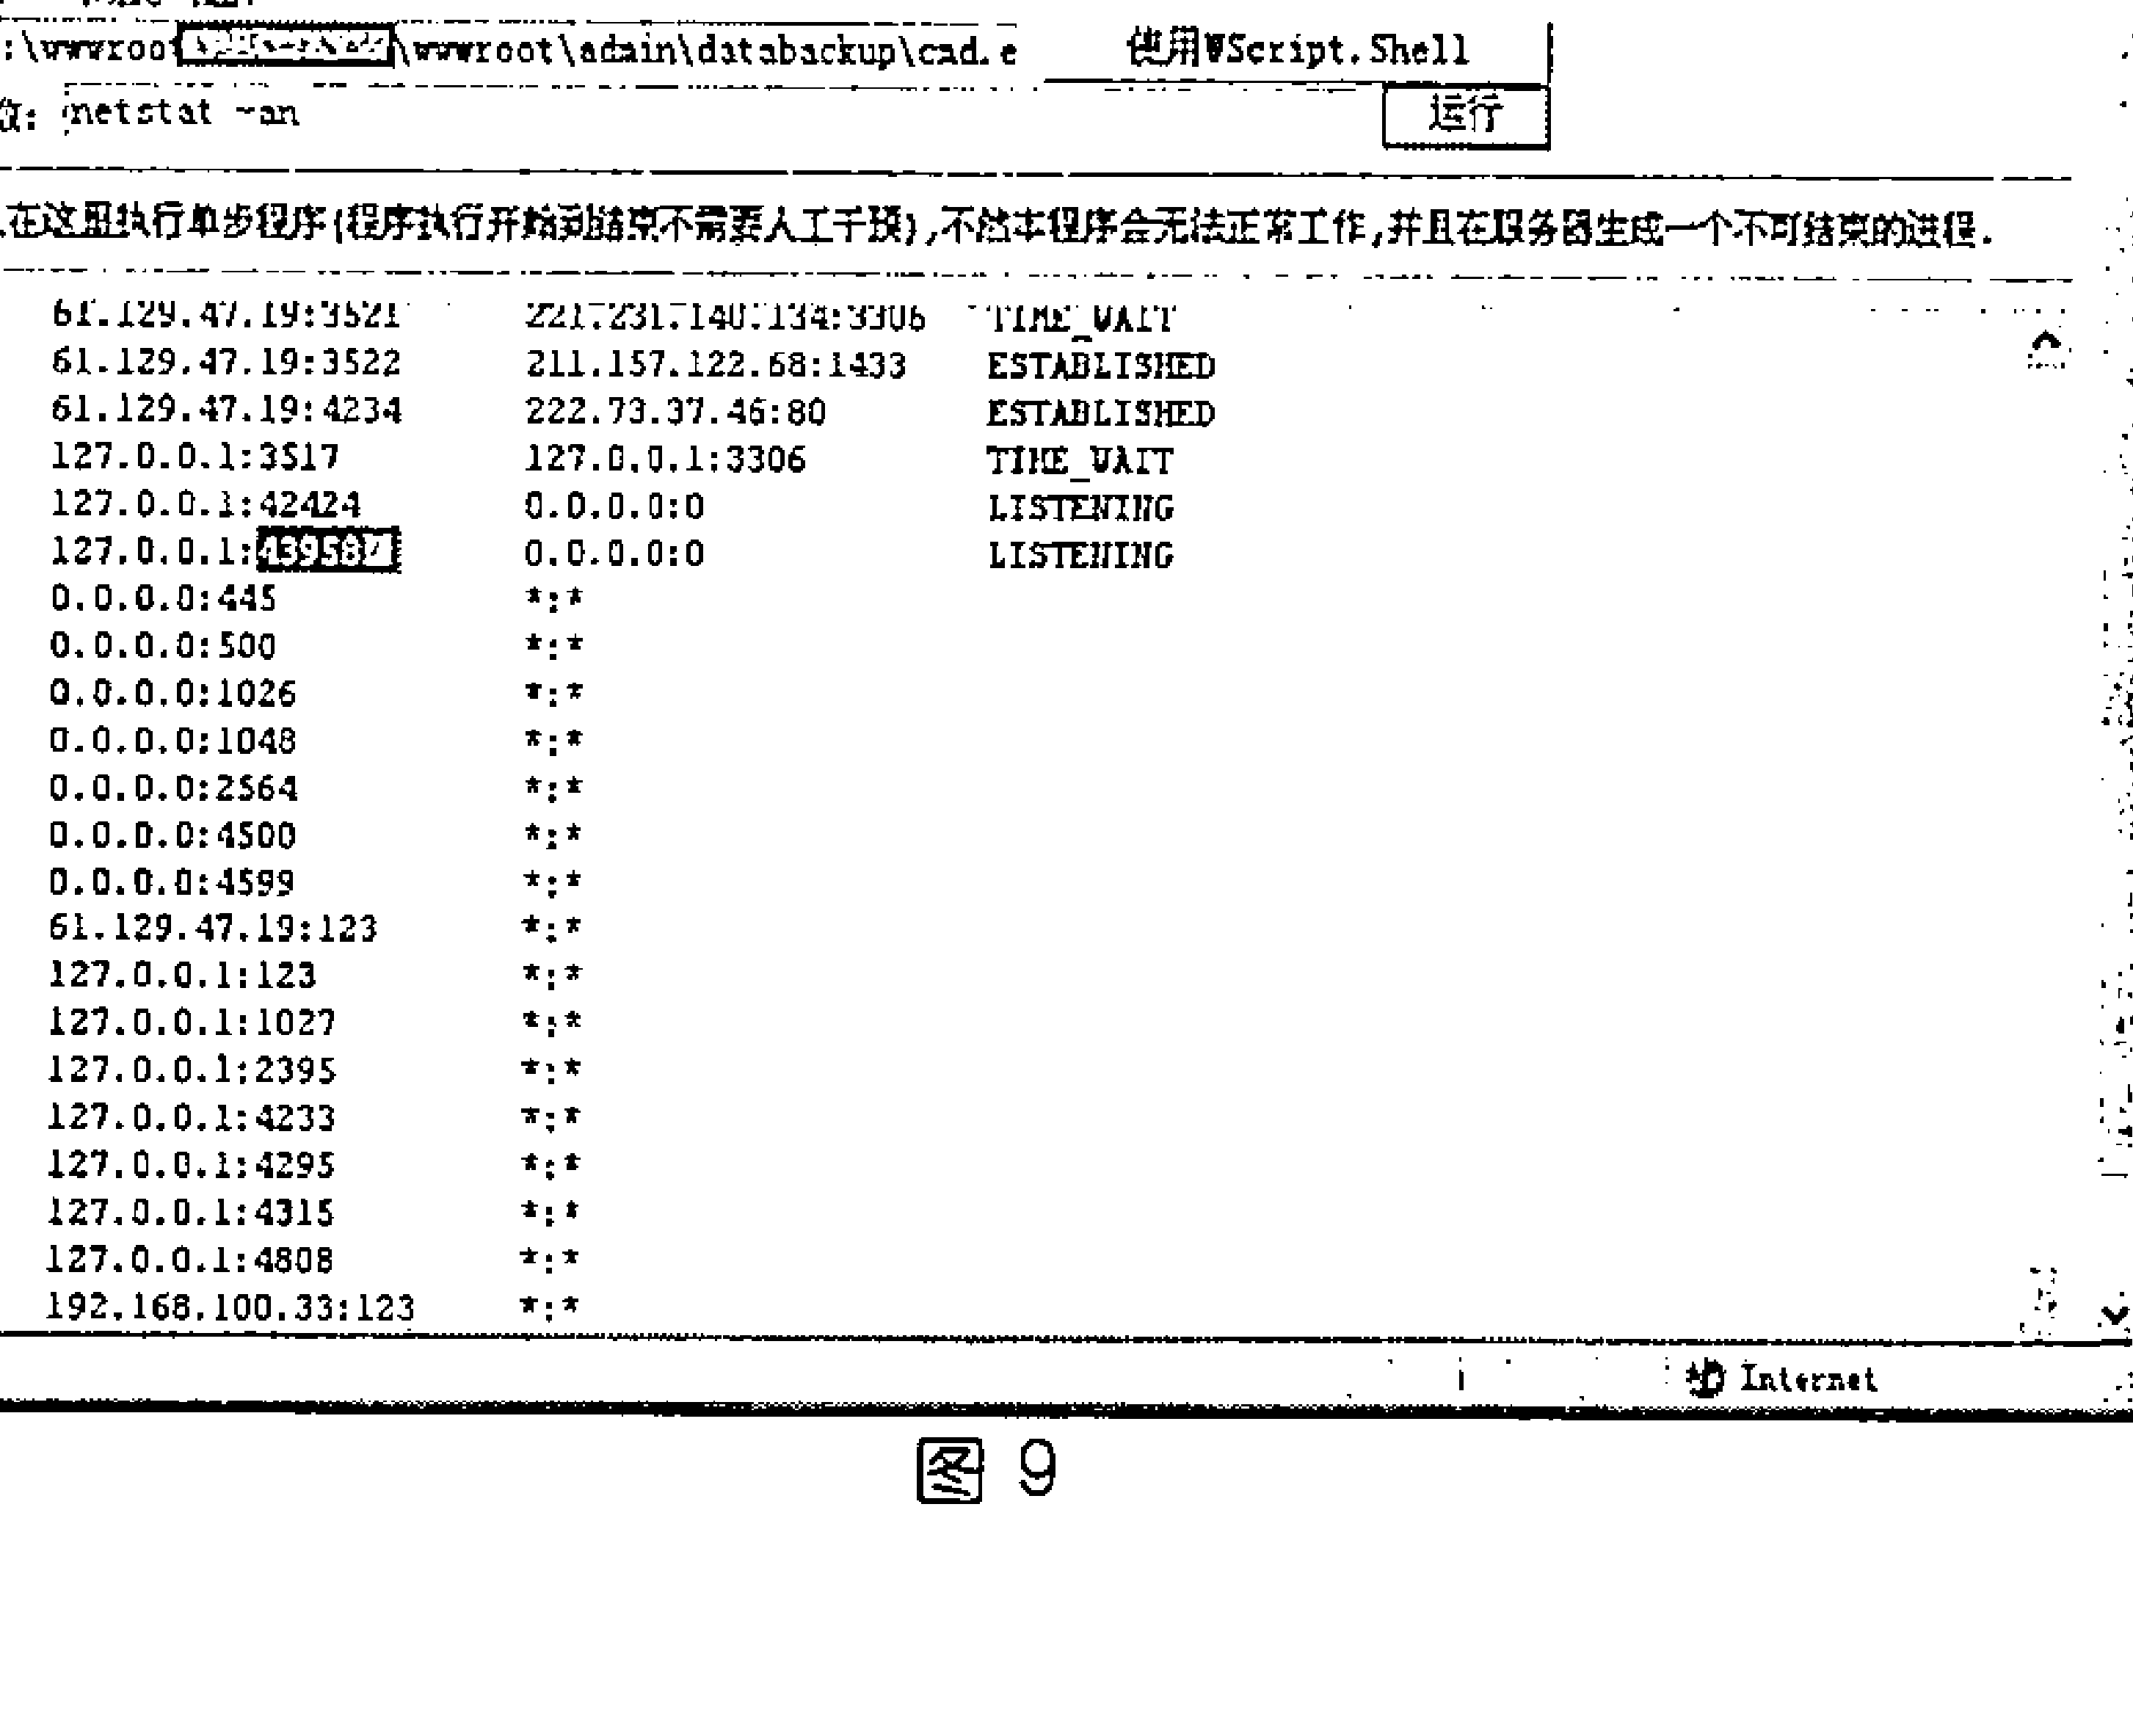 :\wwwroot \wwwroot\admin\databackup\cmd.e 使用WScript.Shell
数: netstat -an 运行
在这里执行单步程序(程序执行开始到结束不需要人工干预),不然本程序会无法正常工作,并且在服务器生成一个不可结束的进程.
61.129.47.19:3521 221.231.140.134:3306 TIME_WAIT
61.129.47.19:3522 211.157.122.68:1433 ESTABLISHED
61.129.47.19:4234 222.73.37.46:80 ESTABLISHED
127.0.0.1:3517 127.0.0.1:3306 TIME_WAIT
127.0.0.1:42424 0.0.0.0:0 LISTENING
127.0.0.1: 0.0.0.0:0 LISTENING
0.0.0.0:445 *:*
0.0.0.0:500 *:*
0.0.0.0:1026 *:*
0.0.0.0:1048 *:*
0.0.0.0:2564 *:*
0.0.0.0:4500 *:*
0.0.0.0:4599 *:*
61.129.47.19:123 *:*
127.0.0.1:123 *:*
127.0.0.1:1027 *:*
127.0.0.1:2395 *:*
127.0.0.1:4233 *:*
127.0.0.1:4295 *:*
127.0.0.1:4315 *:*
127.0.0.1:4808 *:*
192.168.100.33:123 *:*
Internet
图 9